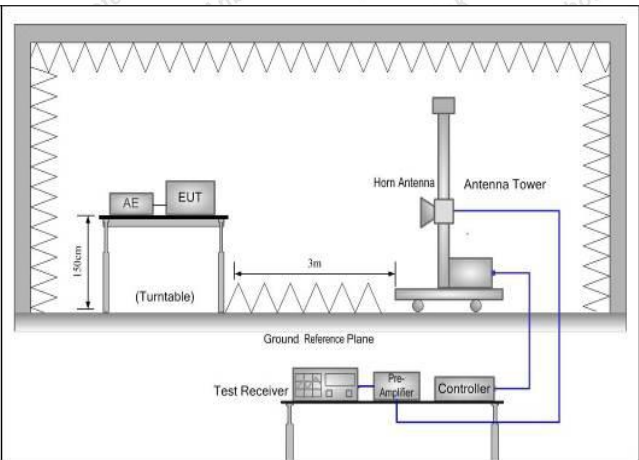 Horn Antenna
Antenna Tower
AE
EUT
150cm
(Turntable)
3m
Ground Reference Plane
Test Receiver
Pre-
Amplifier
Controller